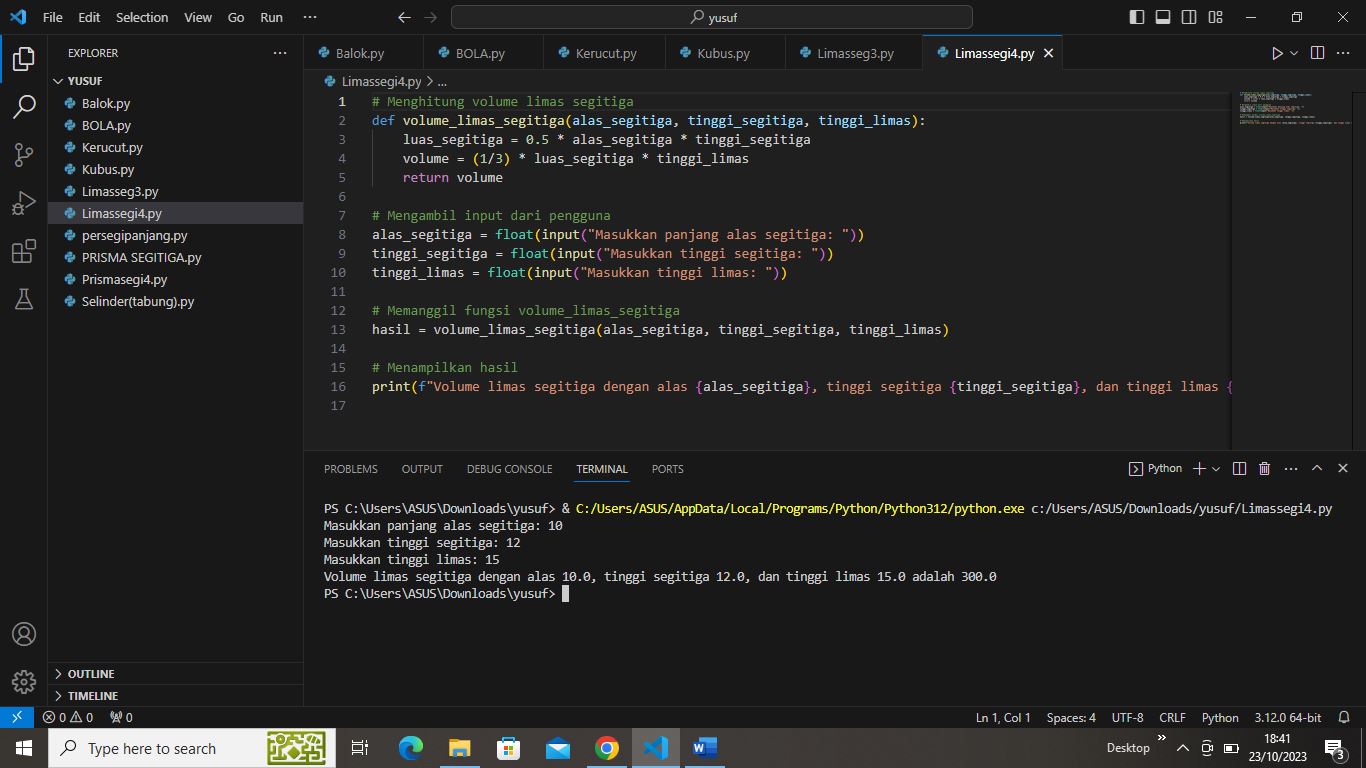 File Edit Selection View Go Run ··· yusuf
EXPLORER ···
YUSUF
Balok.py
BOLA.py
Kerucut.py
Kubus.py
Limasseg3.py
Limassegi4.py
persegipanjang.py
PRISMA SEGITIGA.py
Prismasegi4.py
Selinder(tabung).py
OUTLINE
TIMELINE
Balok.py BOLA.py Kerucut.py Kubus.py Limasseg3.py Limassegi4.py
Limassegi4.py > ...
1 # Menghitung volume limas segitiga
2 def volume_limas_segitiga(alas_segitiga, tinggi_segitiga, tinggi_limas):
3 luas_segitiga = 0.5 * alas_segitiga * tinggi_segitiga
4 volume = (1/3) * luas_segitiga * tinggi_limas
5 return volume
6
7 # Mengambil input dari pengguna
8 alas_segitiga = float(input("Masukkan panjang alas segitiga: "))
9 tinggi_segitiga = float(input("Masukkan tinggi segitiga: "))
10 tinggi_limas = float(input("Masukkan tinggi limas: "))
11
12 # Memanggil fungsi volume_limas_segitiga
13 hasil = volume_limas_segitiga(alas_segitiga, tinggi_segitiga, tinggi_limas)
14
15 # Menampilkan hasil
16 print(f"Volume limas segitiga dengan alas {alas_segitiga}, tinggi segitiga {tinggi_segitiga}, dan tinggi limas {
17
PROBLEMS OUTPUT DEBUG CONSOLE TERMINAL PORTS Python
PS C:\Users\ASUS\Downloads\yusuf> & C:/Users/ASUS/AppData/Local/Programs/Python/Python312/python.exe c:/Users/ASUS/Downloads/yusuf/Limassegi4.py
Masukkan panjang alas segitiga: 10
Masukkan tinggi segitiga: 12
Masukkan tinggi limas: 15
Volume limas segitiga dengan alas 10.0, tinggi segitiga 12.0, dan tinggi limas 15.0 adalah 300.0
PS C:\Users\ASUS\Downloads\yusuf>
0 0 0 Ln 1, Col 1 Spaces: 4 UTF-8 CRLF Python 3.12.0 64-bit
Type here to search Desktop 18:41
23/10/2023 3